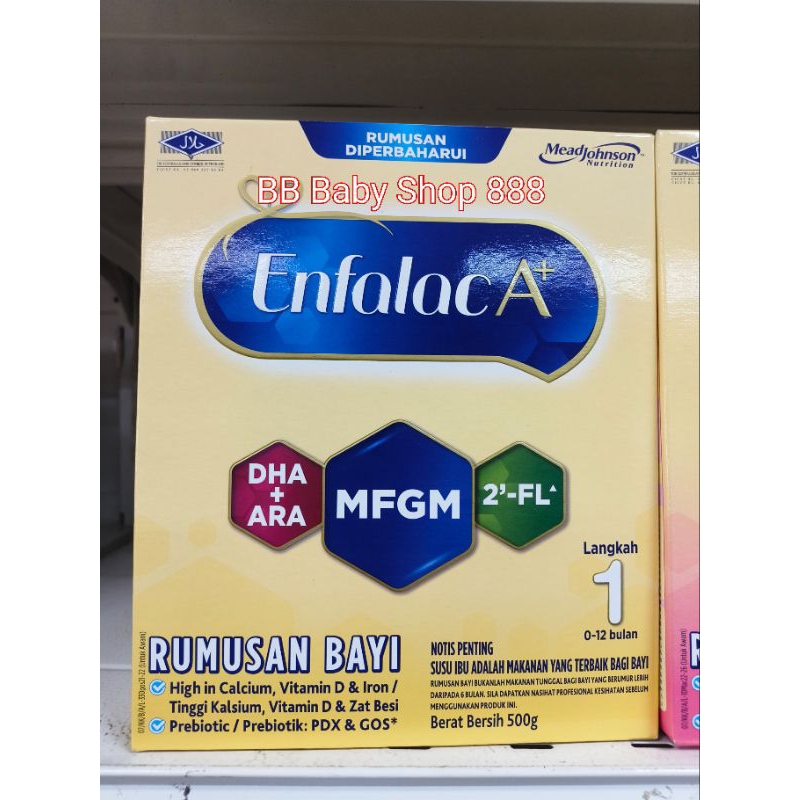 RUMUSAN
DIPERBAHARUI
MeadJohnson™
Nutrition
حلال
BB Baby Shop 888
Enfalac A+
DHA
+
ARA
MFGM
2'-FL▲
Langkah
1
0-12 bulan
RUMUSAN BAYI
High in Calcium, Vitamin D & Iron /
Tinggi Kalsium, Vitamin D & Zat Besi
Prebiotic / Prebiotik: PDX & GOS*
NOTIS PENTING
SUSU IBU ADALAH MAKANAN YANG TERBAIK BAGI BAYI
RUMUSAN BAYI BUKANLAH MAKANAN TUNGGAL BAGI BAYI YANG BERUMUR LEBIH
DARIPADA 6 BULAN. SILA DAPATKAN NASIHAT PROFESIONAL KESIHATAN SEBELUM
MENGGUNAKAN PRODUK INI.
Berat Bersih 500g